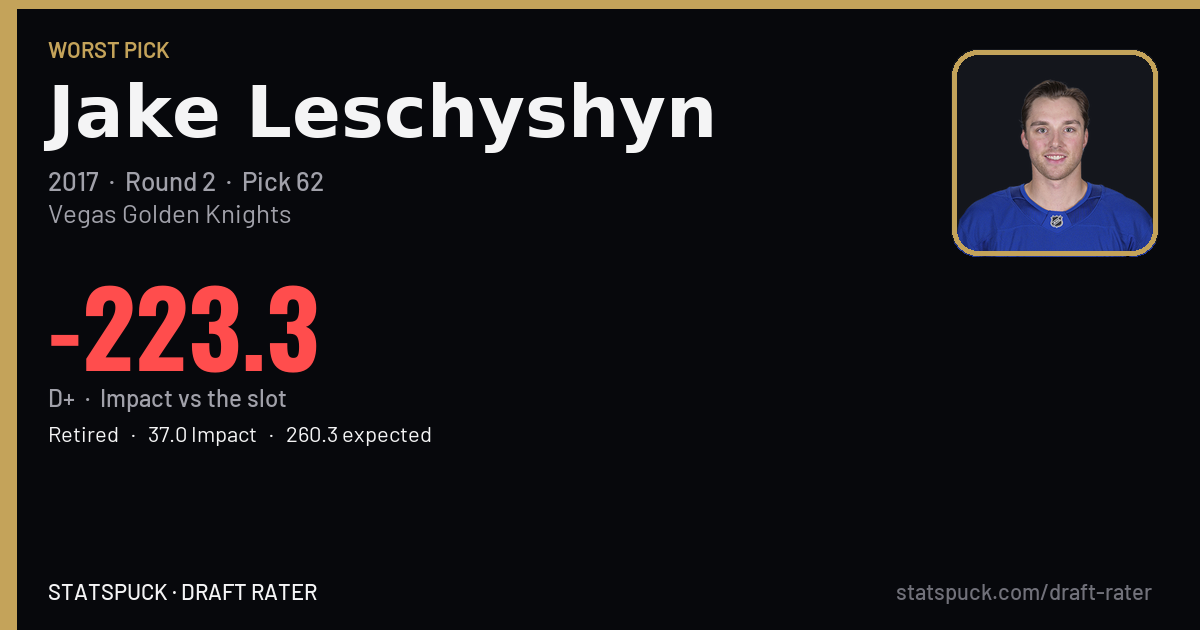 WORST PICK
Jake Leschyshyn
2017 · Round 2 · Pick 62
Vegas Golden Knights
-223.3
D+ · Impact vs the slot
Retired · 37.0 Impact · 260.3 expected
STATSPUCK · DRAFT RATER
statspuck.com/draft-rater